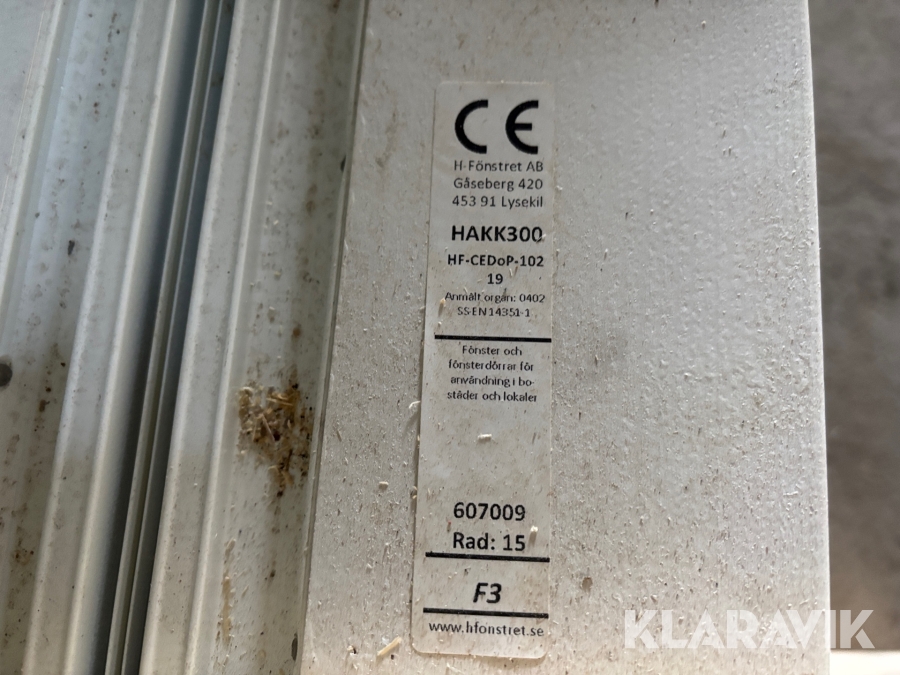 CE
H-Fönstret AB
Gåseberg 420
453 91 Lysekil
HAKK300
HF-CEDoP-102
19
Anmält organ: 0402
SS-EN 14351-1
Fönster och
fönsterdörrar för
användning i bo-
städer och lokaler
607009
Rad: 15
F3
www.hfonstret.se
KLARAVIK